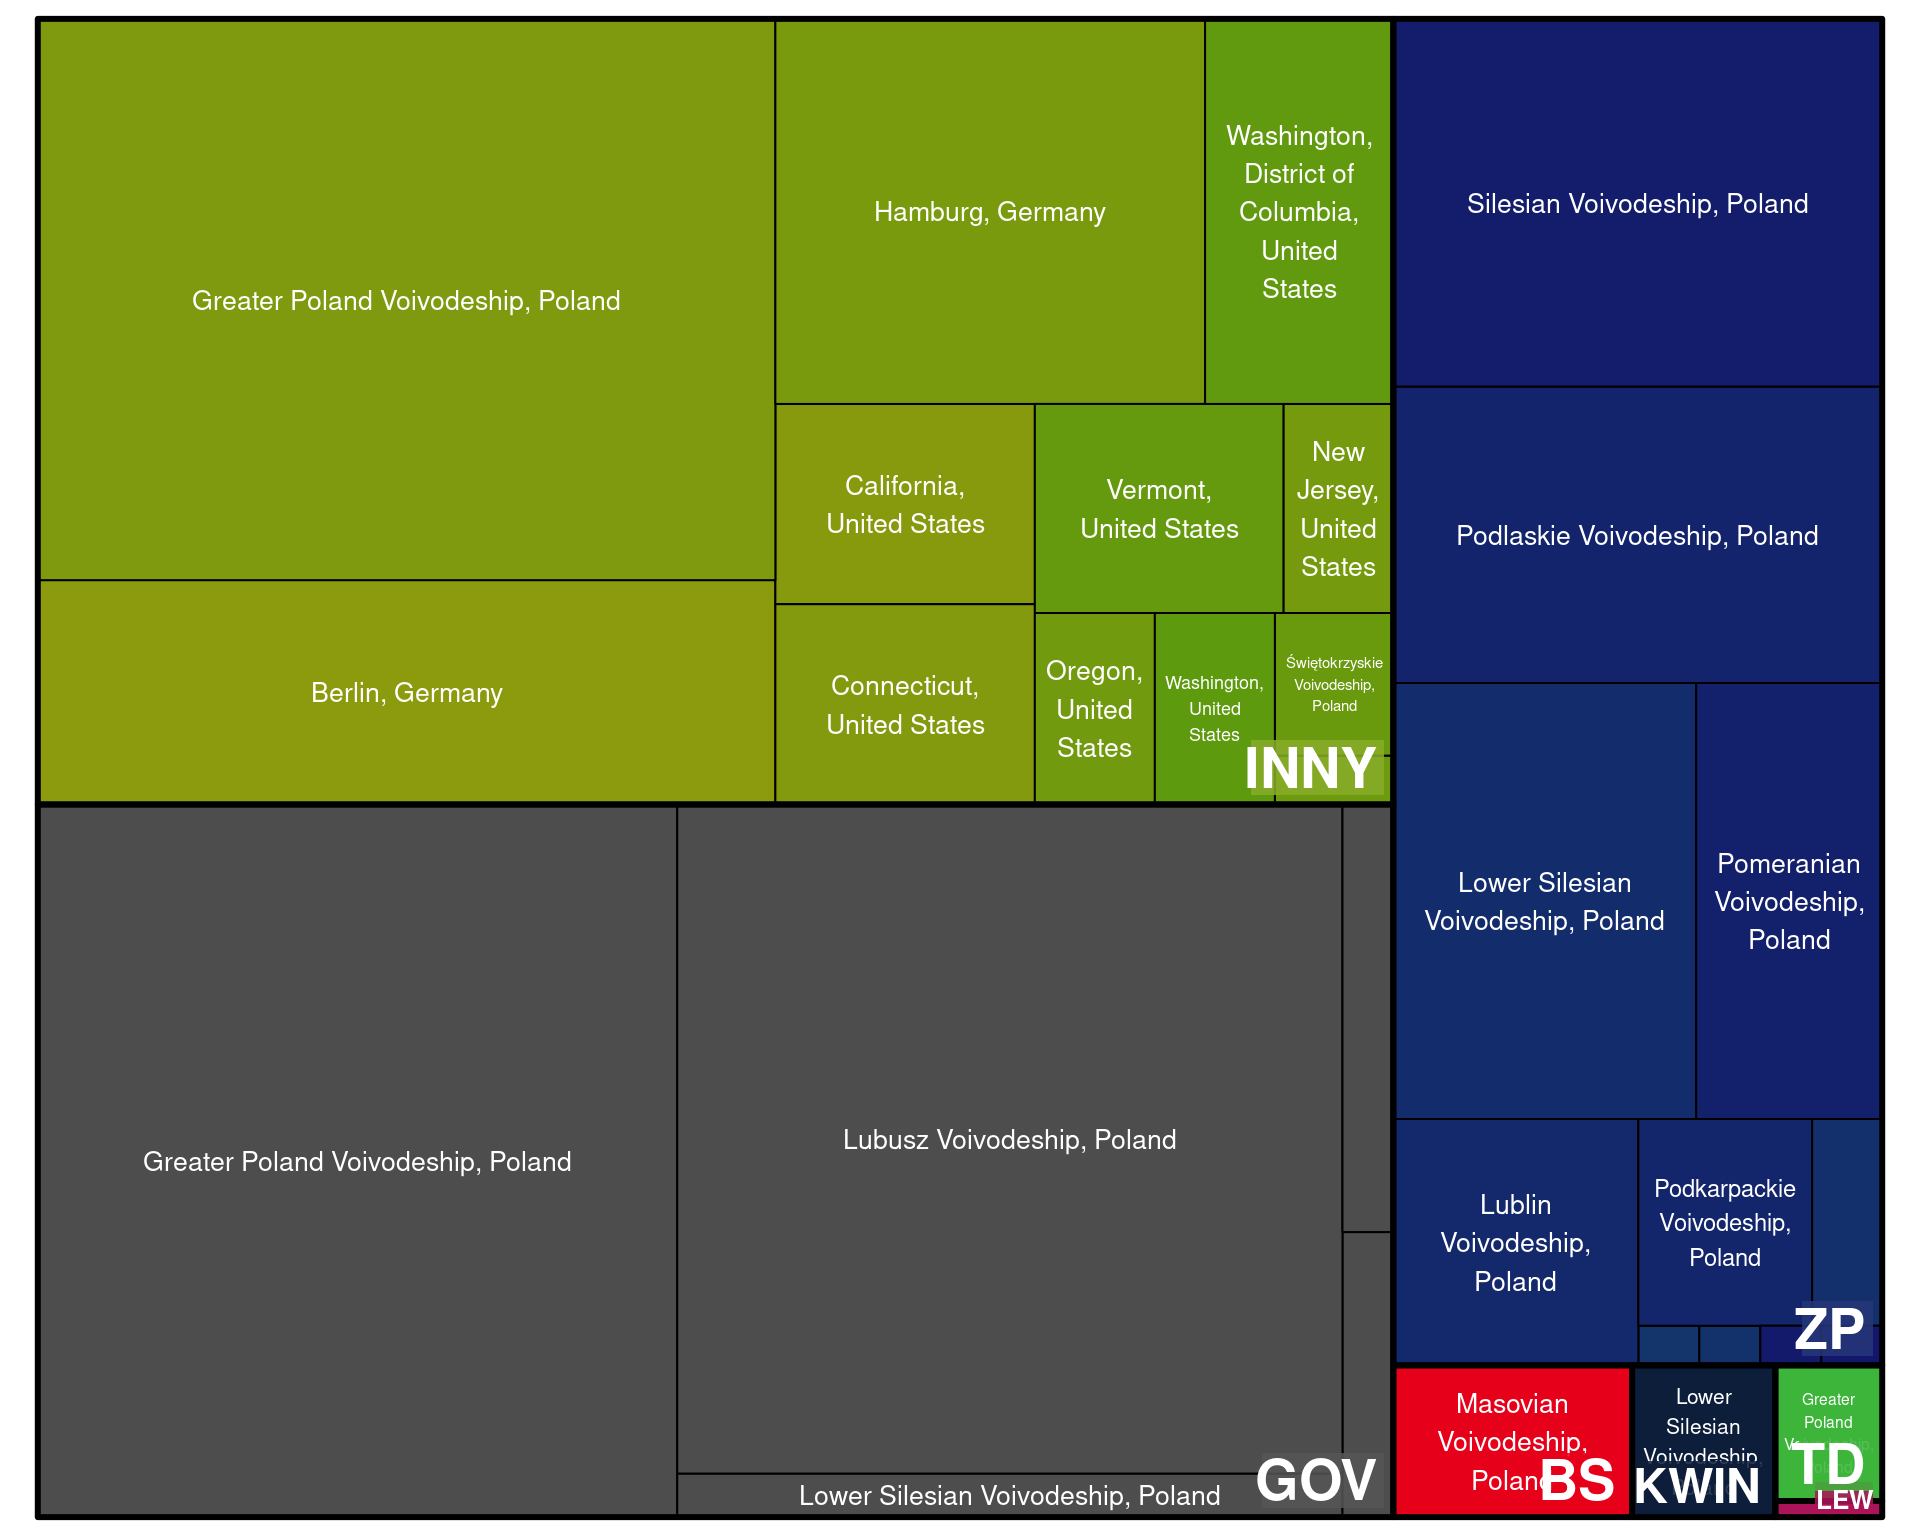 Greater Poland Voivodeship, Poland
Hamburg, Germany
Washington,
District of
Columbia,
United
States
California,
United States
Vermont,
United States
New
Jersey,
United
States
Berlin, Germany
Connecticut,
United States
Oregon,
United
States
Washington,
United
States
Świętokrzyskie
Voivodeship,
Poland
INNY
Greater Poland Voivodeship, Poland
Lubusz Voivodeship, Poland
Lower Silesian Voivodeship, Poland
GOV
Silesian Voivodeship, Poland
Podlaskie Voivodeship, Poland
Lower Silesian
Voivodeship, Poland
Pomeranian
Voivodeship,
Poland
Lublin
Voivodeship,
Poland
Podkarpackie
Voivodeship,
Poland
ZP
Masovian
Voivodeship,
Poland
BS
Lower
Silesian
Voivodeship,
KWIN
Greater
Poland
TD
LEW